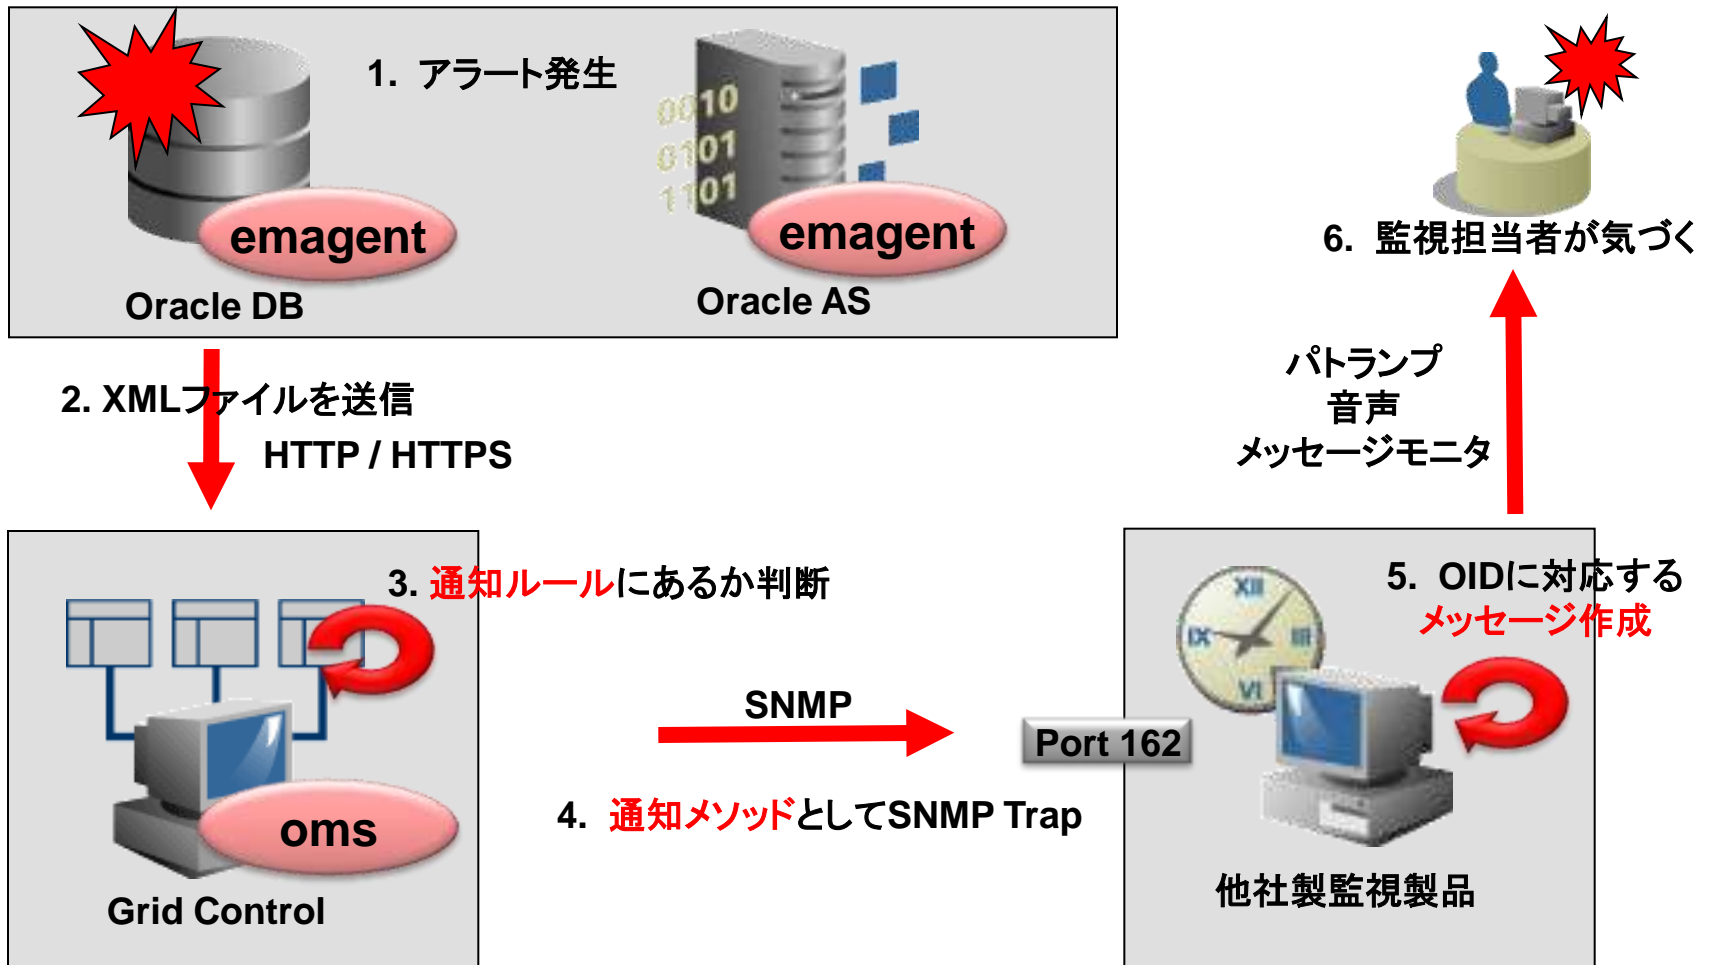 1. アラート発生
0010
0101
1101
emagent
emagent
Oracle DB
Oracle AS
2. XMLファイルを送信
HTTP / HTTPS
3. 通知ルールにあるか判断
oms
Grid Control
SNMP
4. 通知メソッドとしてSNMP Trap
Port 162
XII
III
VI
IX
5. OIDに対応する
メッセージ作成
他社製監視製品
パトランプ
音声
メッセージモニタ
6. 監視担当者が気づく